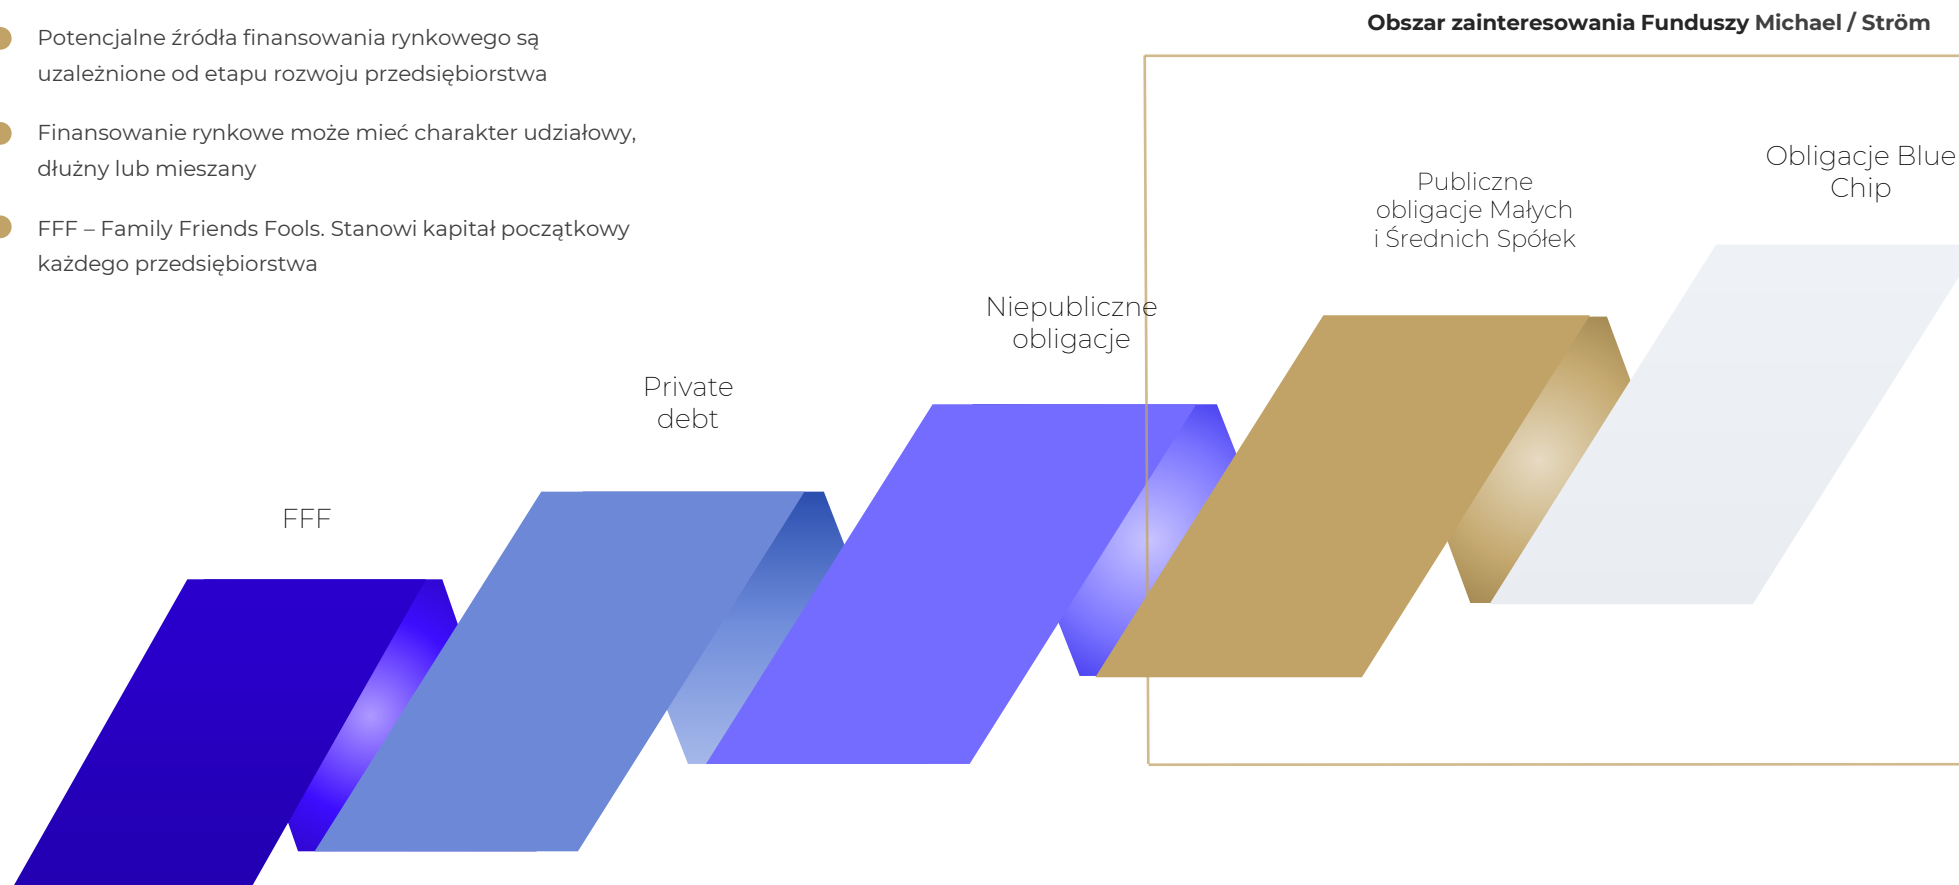 Potencjalne źródła finansowania rynkowego są
uzależnione od etapu rozwoju przedsiębiorstwa
Finansowanie rynkowe może mieć charakter udziałowy,
dłużny lub mieszany
FFF – Family Friends Fools. Stanowi kapitał początkowy
każdego przedsiębiorstwa
Obszar zainteresowania Funduszy Michael / Ström
FFF
Private
debt
Niepubliczne
obligacje
Publiczne
obligacje Małych
i Średnich Spółek
Obligacje Blue
Chip